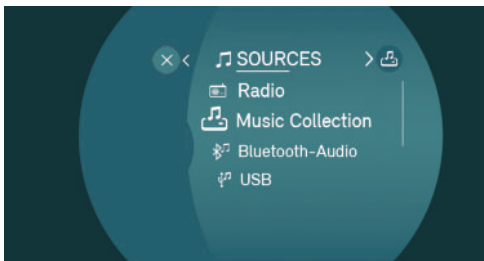 SOURCES
Radio
Music Collection
Bluetooth-Audio
USB